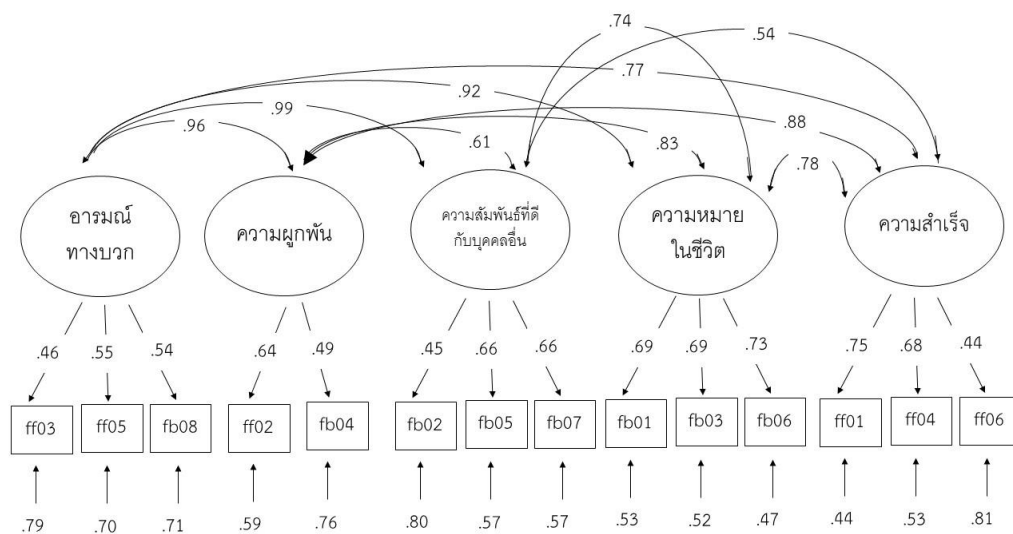 .74
.54
.77
.92
.99
.96
.88
.61
.83
.78
อารมณ์
ทางบวก
ความผูกพัน
ความสัมพันธ์ที่ดี
กับบุคคลอื่น
ความหมาย
ในชีวิต
ความสำเร็จ
.46 .55 .54 .64 .49 .45 .66 .66 .69 .69 .73 .75 .68 .44
ff03 ff05 fb08 ff02 fb04 fb02 fb05 fb07 fb01 fb03 fb06 ff01 ff04 ff06
.79 .70 .71 .59 .76 .80 .57 .57 .53 .52 .47 .44 .53 .81